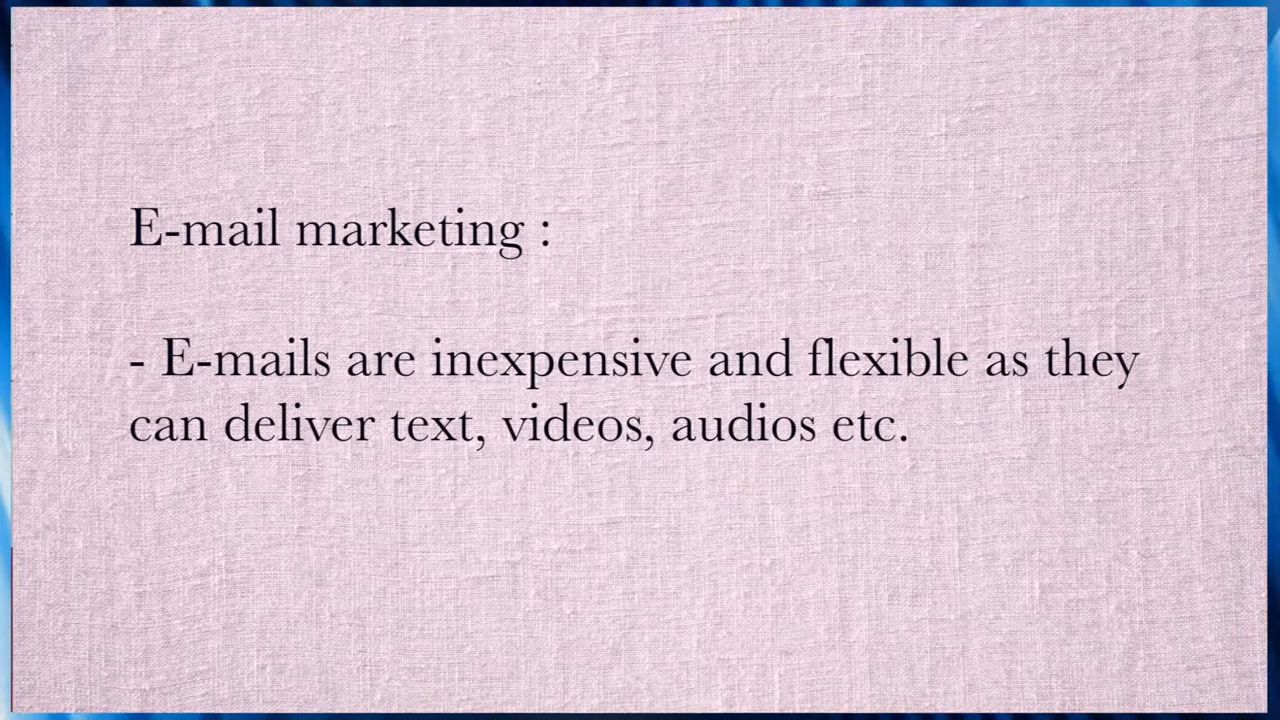 E-mail marketing :
- E-mails are inexpensive and flexible as they
can deliver text, videos, audios etc.